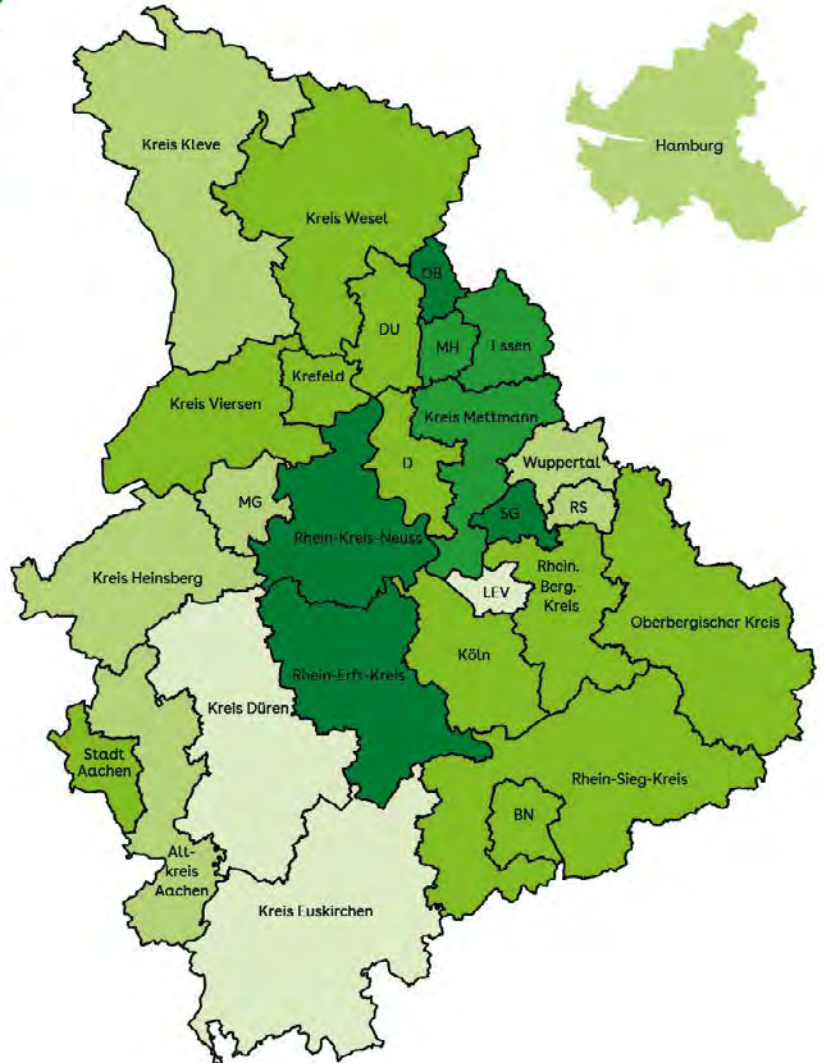 Kreis Kleve
Hamburg
Kreis Wesel
OB
DU
MH
Essen
Krefeld
Kreis Viersen
Kreis Mettmann
D
Wuppertal
MG
SG
RS
Rhein-Kreis-Neuss
Kreis Heinsberg
LEV
Rhein.
Berg.
Kreis
Oberbergischer Kreis
Köln
Rhein-Erft-Kreis
Kreis Düren
Stadt
Aachen
Rhein-Sieg-Kreis
BN
Alt-
kreis
Aachen
Kreis Euskirchen